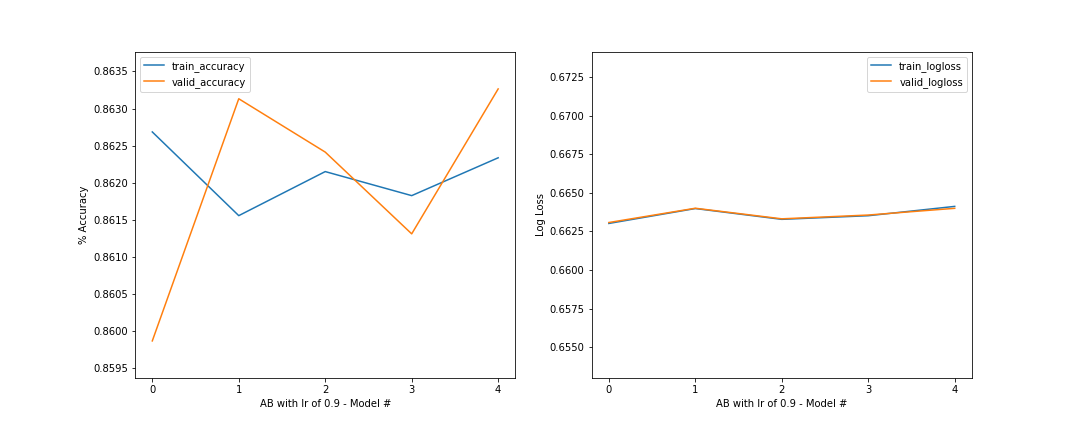 train_accuracy
valid_accuracy
0.8635
0.8630
0.8625
0.8620
0.8615
0.8610
0.8605
0.8600
0.8595
% Accuracy
0 1 2 3 4
AB with lr of 0.9 - Model #
train_logloss
valid_logloss
0.6725
0.6700
0.6675
0.6650
0.6625
0.6600
0.6575
0.6550
Log Loss
0 1 2 3 4
AB with lr of 0.9 - Model #